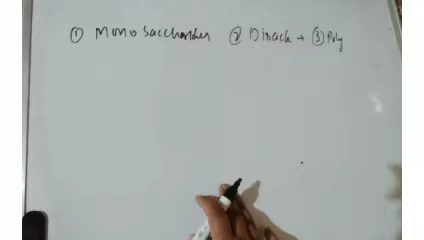 ① Mono Saccharides ② Disach → ③ Poly